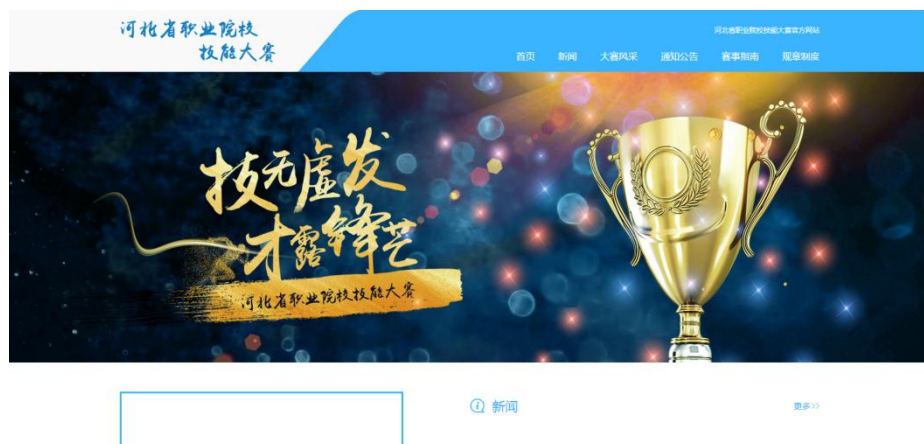 河北省职业院校
技能大赛
河北省职业院校技能大赛官方网站
首页 新闻 大赛风采 通知公告 赛事指南 规章制度
技无虚发
才露锋芒
河北省职业院校技能大赛
新闻
更多>>